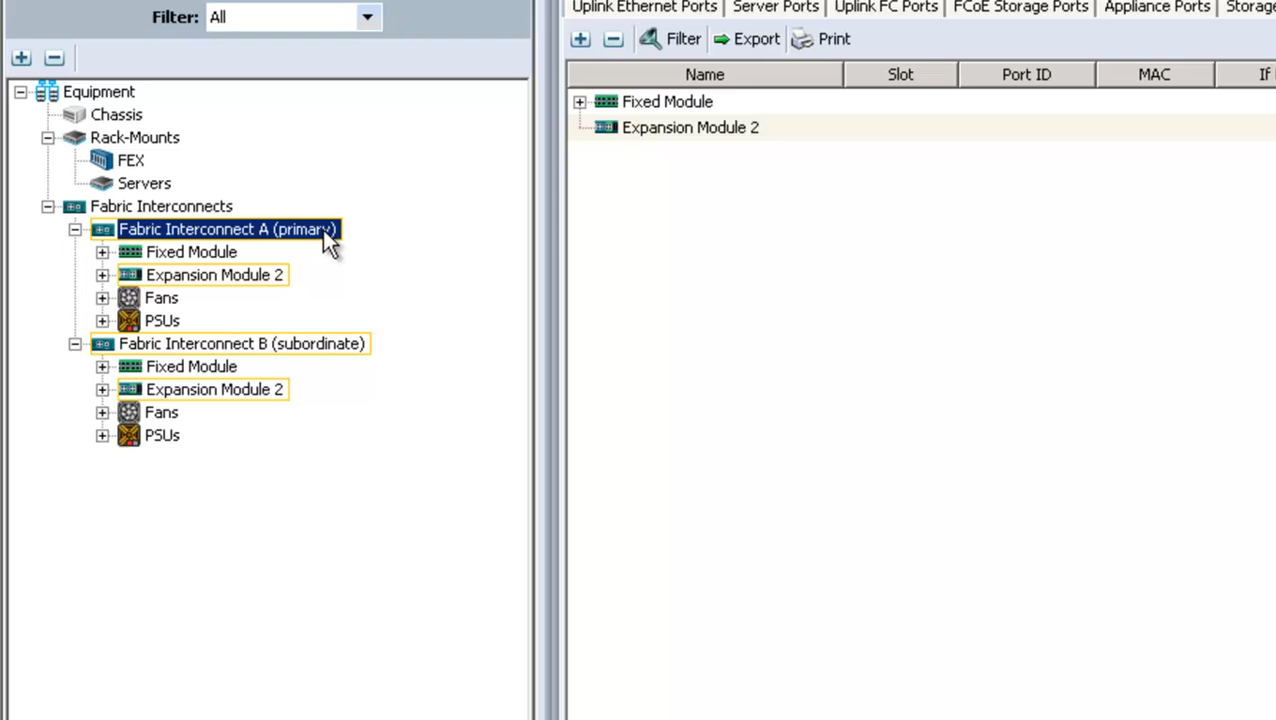 Filter: All
Equipment
Chassis
Rack-Mounts
FEX
Servers
Fabric Interconnects
Fabric Interconnect A (primary)
Fixed Module
Expansion Module 2
Fans
PSUs
Fabric Interconnect B (subordinate)
Fixed Module
Expansion Module 2
Fans
PSUs
Uplink Ethernet Ports Server Ports Uplink FC Ports FCoE Storage Ports Appliance Ports Storage
Filter Export Print
Name Slot Port ID MAC If
Fixed Module
Expansion Module 2